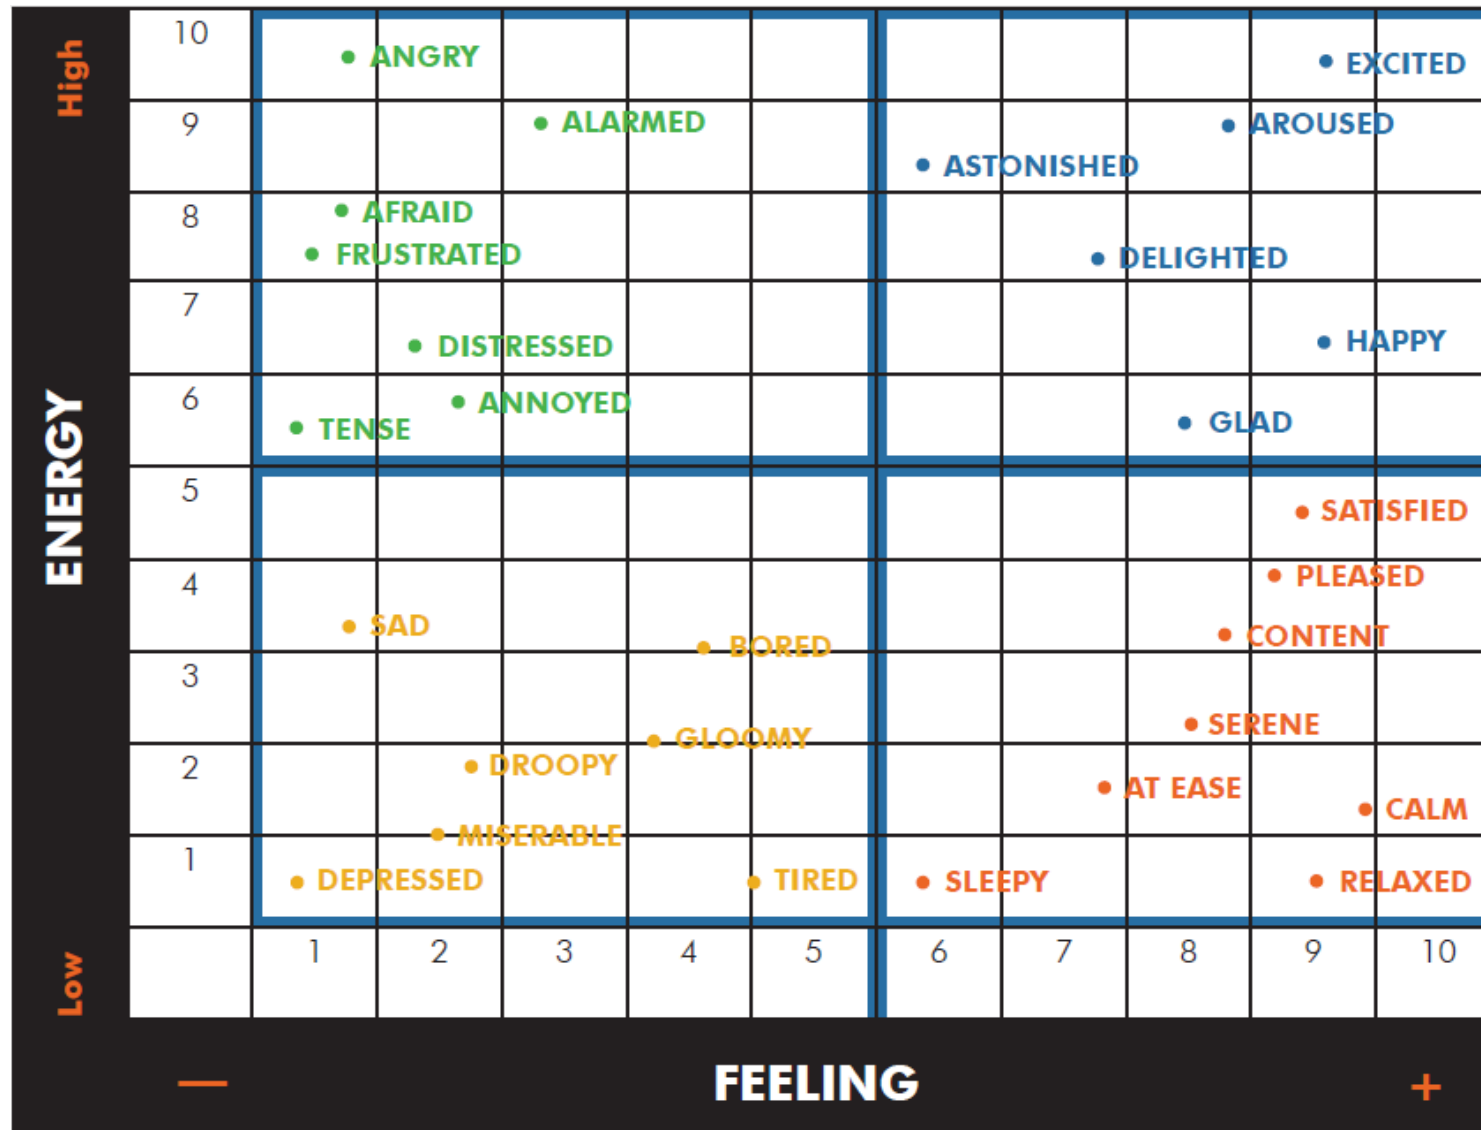 High
10
ANGRY
EXCITED
9
ALARMED
AROUSED
ASTONISHED
8
AFRAID
FRUSTRATED
DELIGHTED
7
DISTRESSED
HAPPY
6
ANNOYED
TENSE
GLAD
ENERGY
5
SATISFIED
4
PLEASED
SAD
CONTENT
BORED
3
SERENE
GLOOMY
2
DROOPY
AT EASE
CALM
MISERABLE
1
DEPRESSED
TIRED
SLEEPY
RELAXED
Low
1 2 3 4 5 6 7 8 9 10
— FEELING +